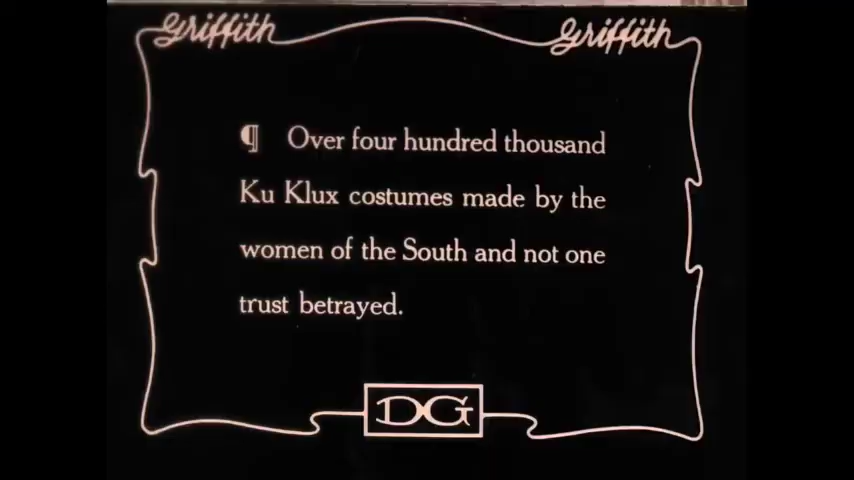 Griffith Griffith
¶ Over four hundred thousand
Ku Klux costumes made by the
women of the South and not one
trust betrayed.
DG